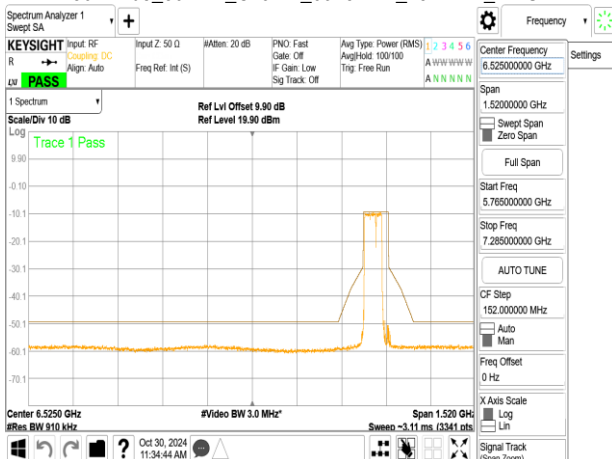 Spectrum Analyzer 1
Swept SA
Frequency
Settings
KEYSIGHT
R
LXI
PASS
Input: RF
Coupling: DC
Align: Auto
Input Z: 50 Ω
Freq Ref: Int (S)
#Atten: 20 dB
PNO: Fast
Gate: Off
IF Gain: Low
Sig Track: Off
Avg Type: Power (RMS)
Avg|Hold: 100/100
Trig: Free Run
1 2 3 4 5 6
A W W W W W
A N N N N N
1 Spectrum
Scale/Div 10 dB
Ref Lvl Offset 9.90 dB
Ref Level 19.90 dBm
Log
Trace 1 Pass
9.90
-0.10
-10.1
-20.1
-30.1
-40.1
-50.1
-60.1
-70.1
Center 6.5250 GHz
#Res BW 910 kHz
#Video BW 3.0 MHz*
Span 1.520 GHz
Sweep ~3.11 ms (3341 pts)
Oct 30, 2024
11:34:44 AM
Center Frequency
6.525000000 GHz
Span
1.52000000 GHz
Swept Span
Zero Span
Full Span
Start Freq
5.765000000 GHz
Stop Freq
7.285000000 GHz
AUTO TUNE
CF Step
152.000000 MHz
Auto
Man
Freq Offset
0 Hz
X Axis Scale
Log
Lin
Signal Track
(Span Zoom)